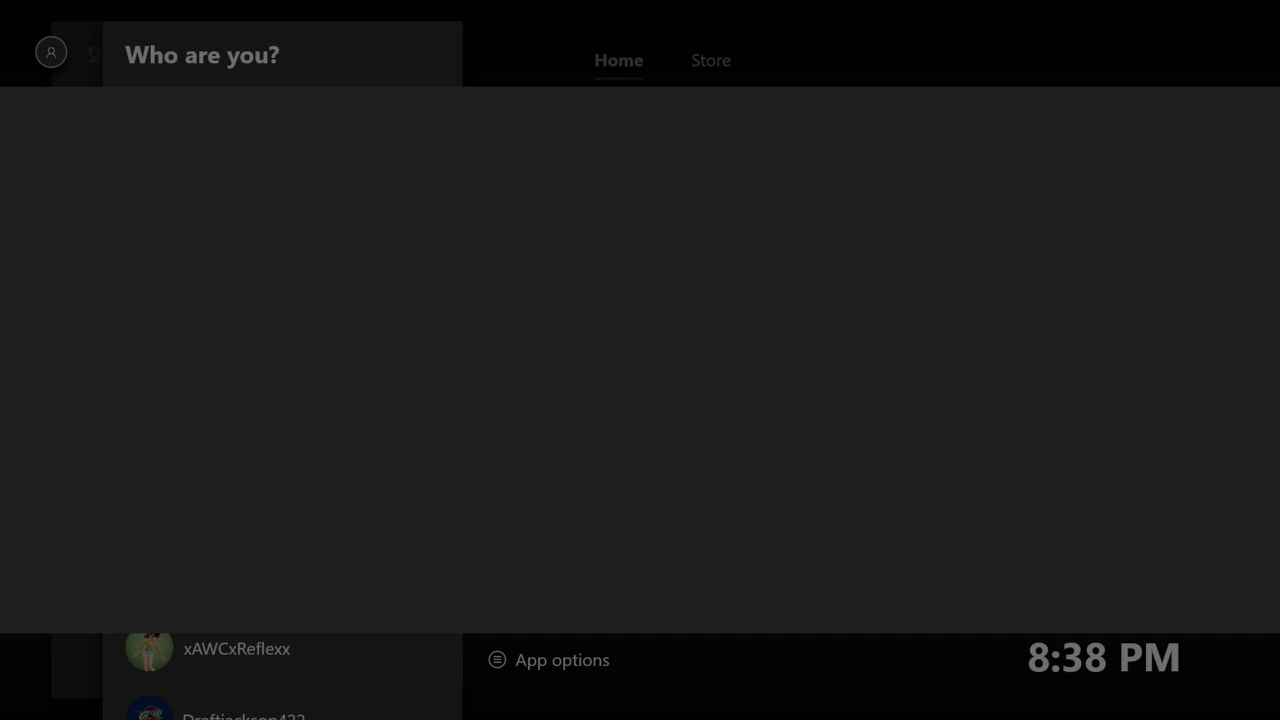 Who are you?
Home
Store
xAWCxReflexx
App options
8:38 PM